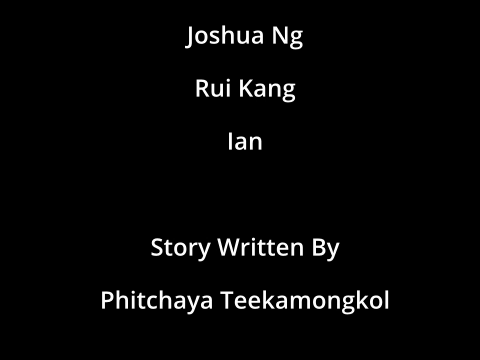 Joshua Ng
Rui Kang
Ian
Story Written By
Phitchaya Teekamongkol